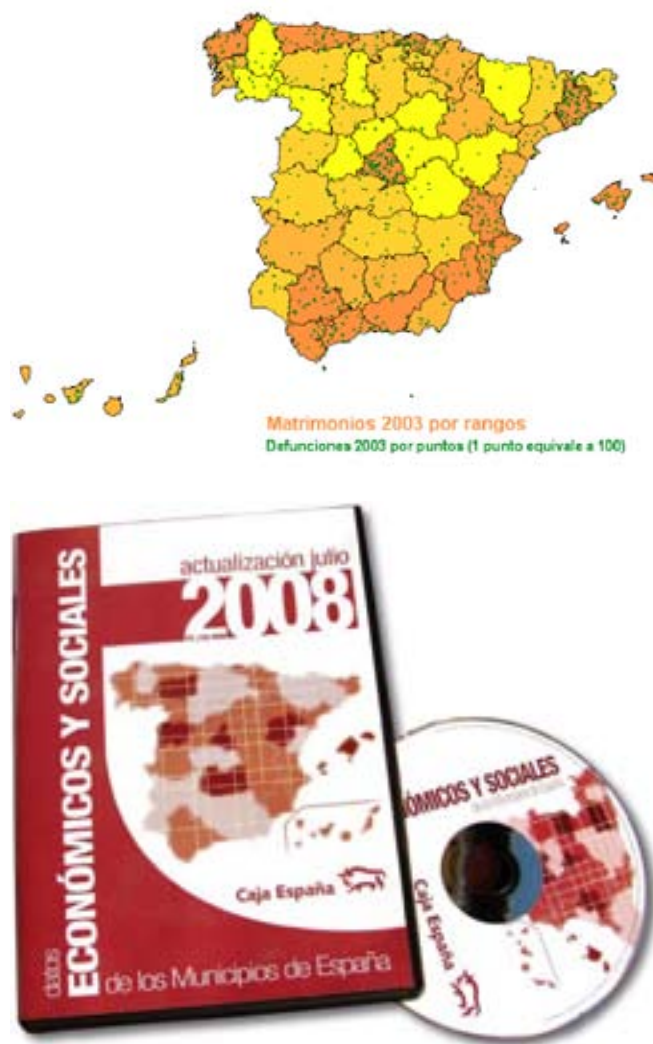 Matrimonios 2003 por rangos
Defunciones 2003 por puntos (1 punto equivale a 100)
actualización julio
2008
datos
ECONÓMICOS Y SOCIALES
de los Municipios de España
Caja España
NÓMICOS Y SOCIALES
Caja España